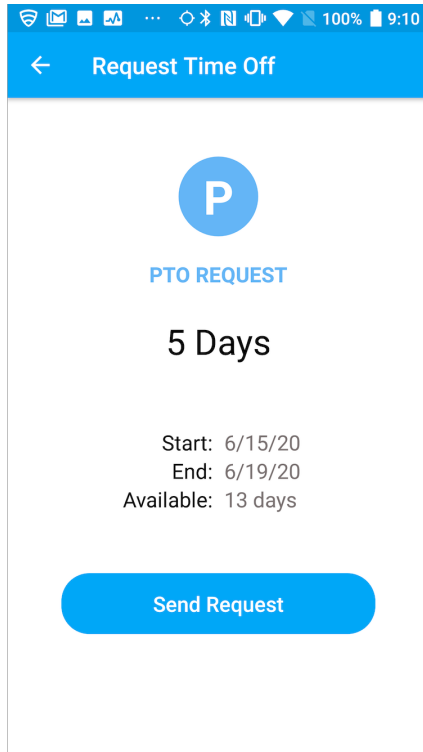 100% 9:10
Request Time Off
P
PTO REQUEST
5 Days
Start: 6/15/20
End: 6/19/20
Available: 13 days
Send Request